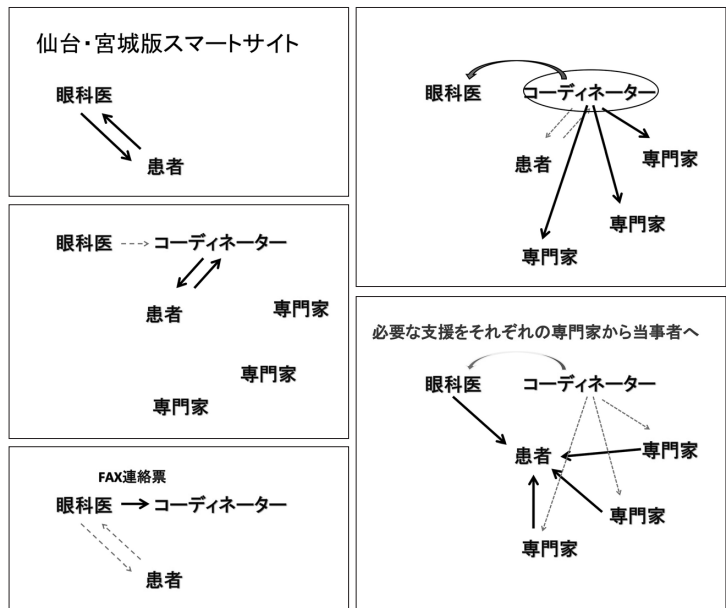 仙台・宮城版スマートサイト
眼科医
患者
眼科医 コーディネーター
患者
専門家
専門家
専門家
FAX連絡票
眼科医 コーディネーター
患者
眼科医 コーディネーター
患者
専門家
専門家
専門家
必要な支援をそれぞれの専門家から当事者へ
眼科医 コーディネーター
患者
専門家
専門家
専門家